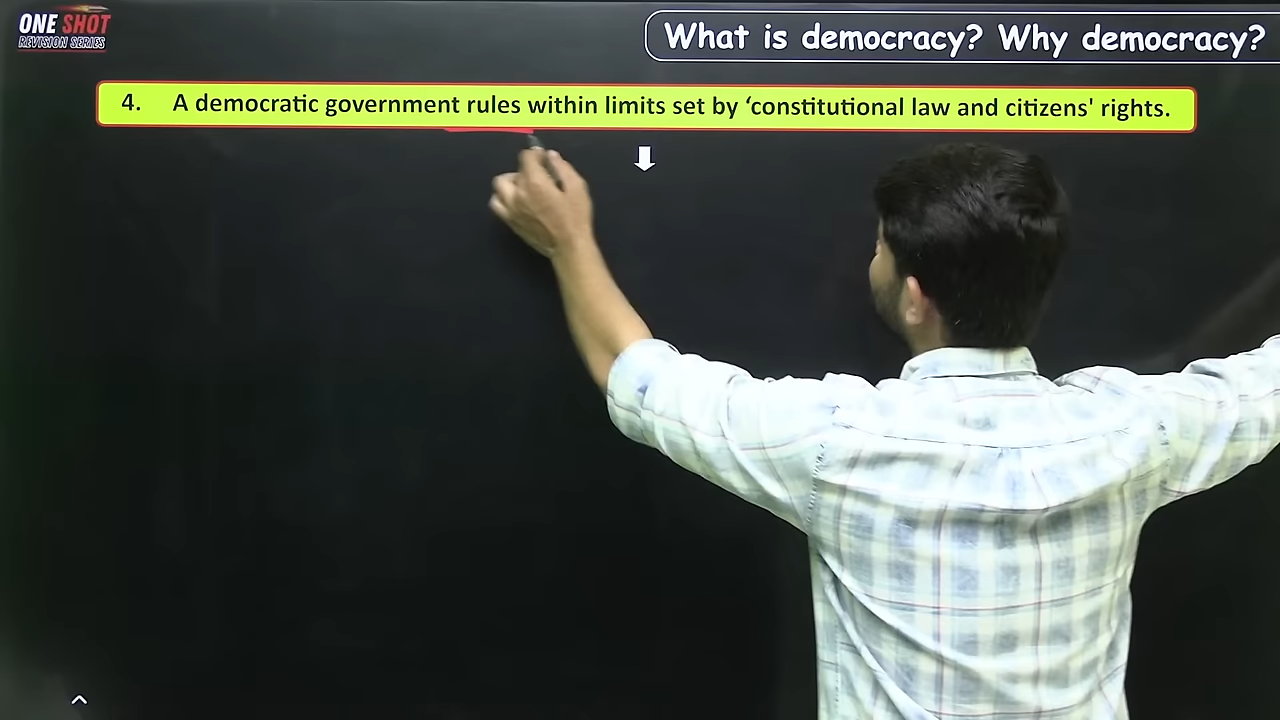 ONE SHOT
REVISION SERIES
What is democracy? Why democracy?
4. A democratic government rules within limits set by ‘constitutional law and citizens' rights.